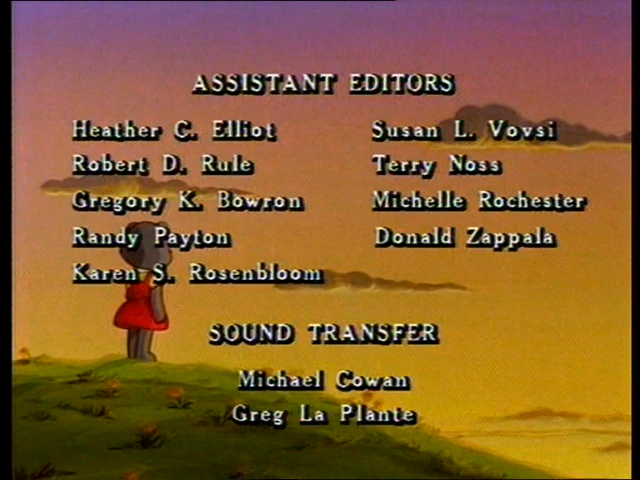 ASSISTANT EDITORS
Heather C. Elliot
Robert D. Rule
Gregory K. Bowron
Randy Payton
Karen S. Rosenbloom
Susan L. Vovsi
Terry Noss
Michelle Rochester
Donald Zappala
SOUND TRANSFER
Michael Cowan
Greg La Plante